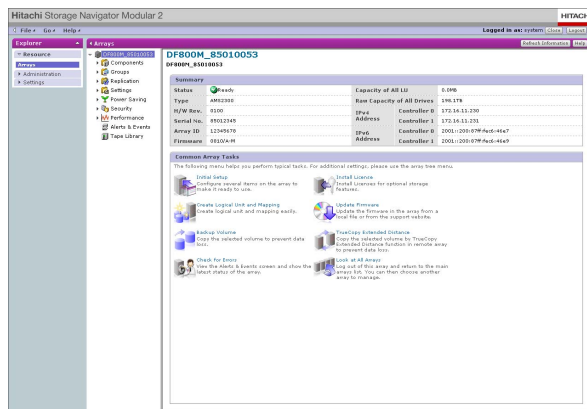 Hitachi Storage Navigator Modular 2
HITACHI
File Go Help
Logged in as: system Close Logout
Explorer
Arrays
Refresh Information Help
Resource
Arrays
Administration
Settings
DF800M_85010053
Components
Groups
Replication
Settings
Power Saving
Security
Performance
Alerts & Events
Tape Library
DF800M_85010053
DF800M_85010053
Summary
Status Ready Capacity of All LU 0.0MB
Type AMS2300 Raw Capacity of All Drives 198.1TB
H/W Rev. 0100 IPv4 Address Controller 0 172.16.11.230
Serial No. 85012345 Controller 1 172.16.11.231
Array ID 12345678 IPv6 Address Controller 0 2001::200:87ff:fec6:46e7
Firmware 0810/A-M Controller 1 2001::200:87ff:fec6:46e9
Common Array Tasks
The following menu helps you perform typical tasks. For additional settings, please use the array tree menu.
Initial Setup
Configure several items on the array to make it ready to use.
Install License
Install Licenses for optional storage features.
Create Logical Unit and Mapping
Create logical unit and mapping easily.
Update Firmware
Update the firmware in the array from a local file or from the support website.
Backup Volume
Copy the selected volume to prevent data loss.
TrueCopy Extended Distance
Copy the selected volume by TrueCopy Extended Distance function in remote array to prevent data loss.
Check for Errors
View the Alerts & Events screen and show the latest status of the array.
Look at All Arrays
Log out of this array and return to the main arrays list. You can then choose another array to manage.